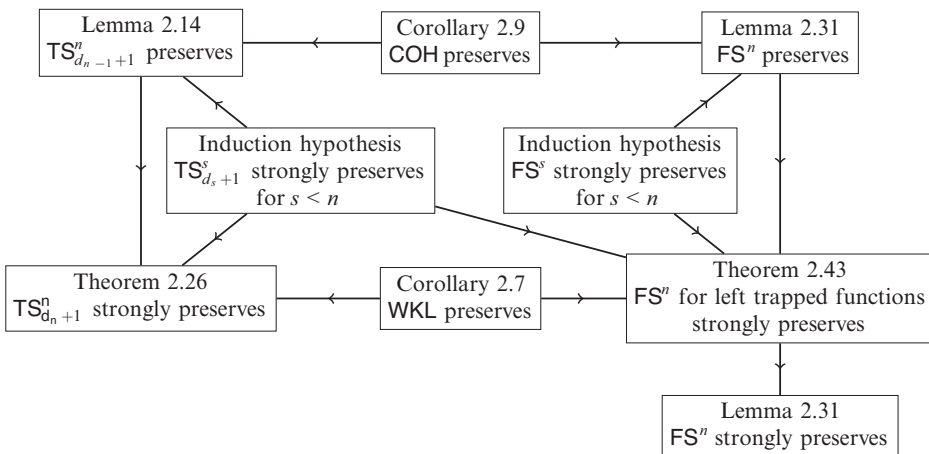 Lemma 2.14
TS^n_{d_{n−1}+1} preserves
Corollary 2.9
COH preserves
Lemma 2.31
FS^n preserves
Induction hypothesis
TS^s_{d_s+1} strongly preserves
for s < n
Induction hypothesis
FS^s strongly preserves
for s < n
Theorem 2.26
TS^n_{d_n+1} strongly preserves
Corollary 2.7
WKL preserves
Theorem 2.43
FS^n for left trapped functions
strongly preserves
Lemma 2.31
FS^n strongly preserves